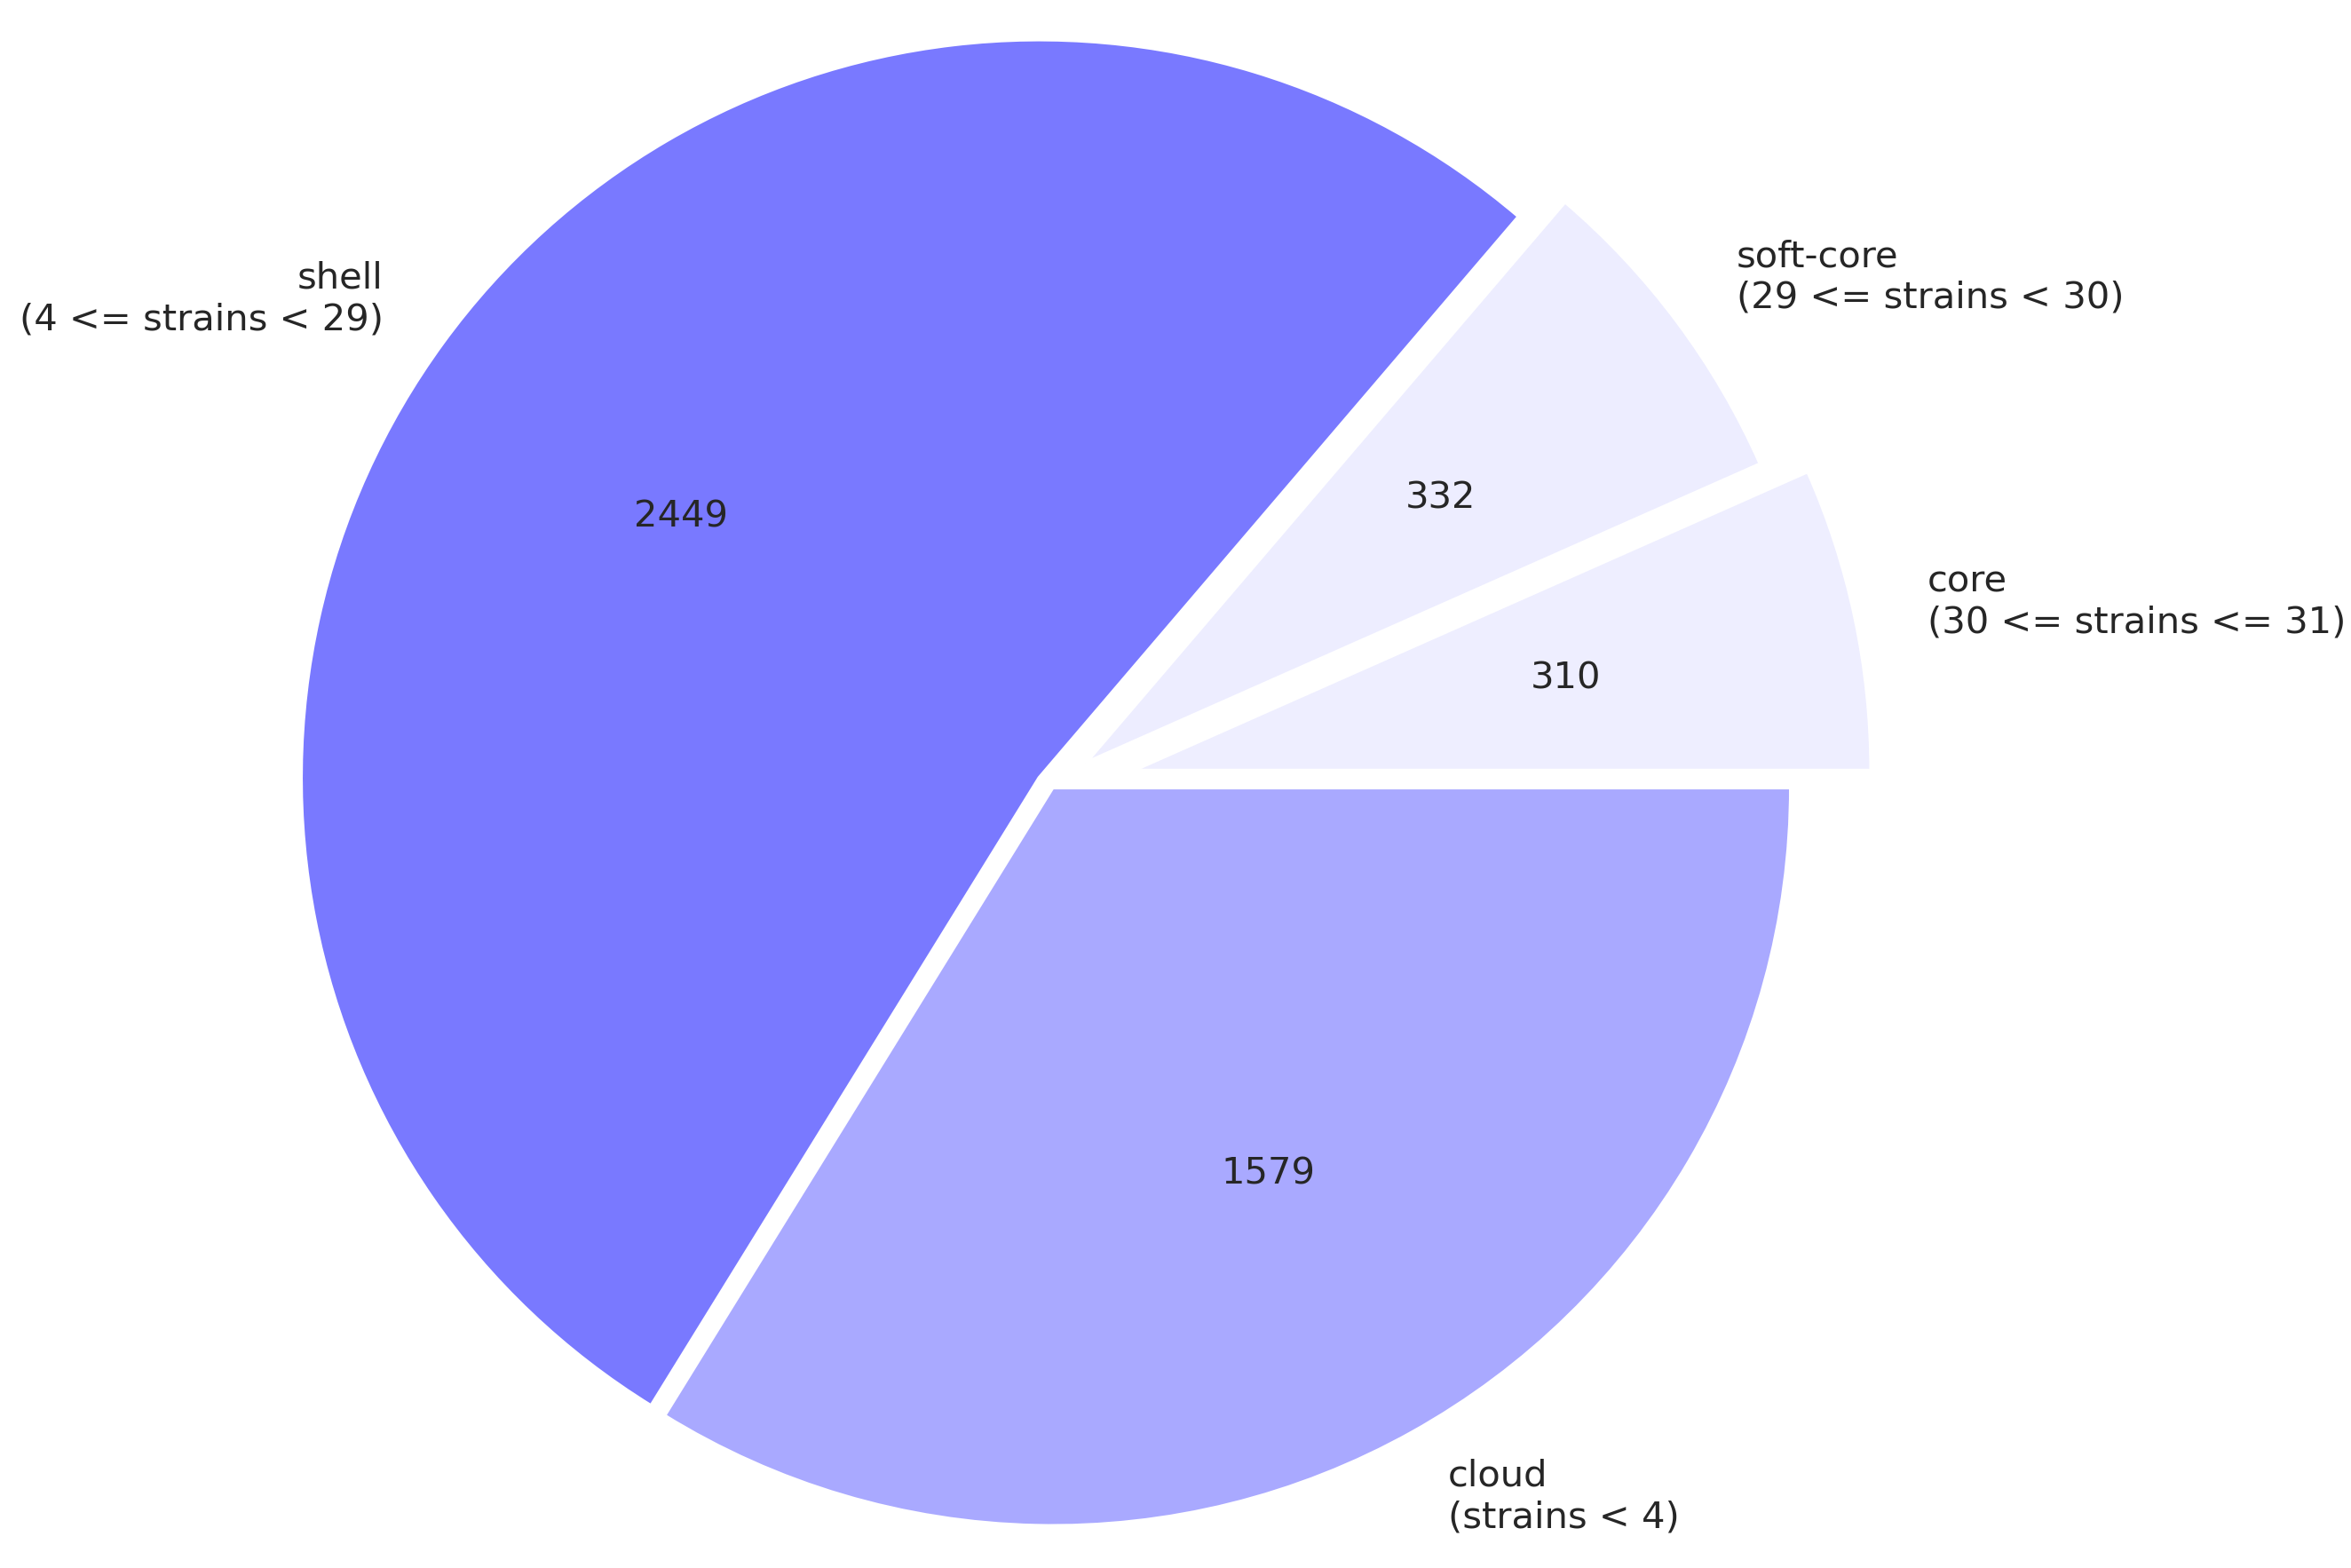 soft-core
(29 <= strains < 30)
shell
(4 <= strains < 29)
332
2449
core
(30 <= strains <= 31)
310
1579
cloud
(strains < 4)